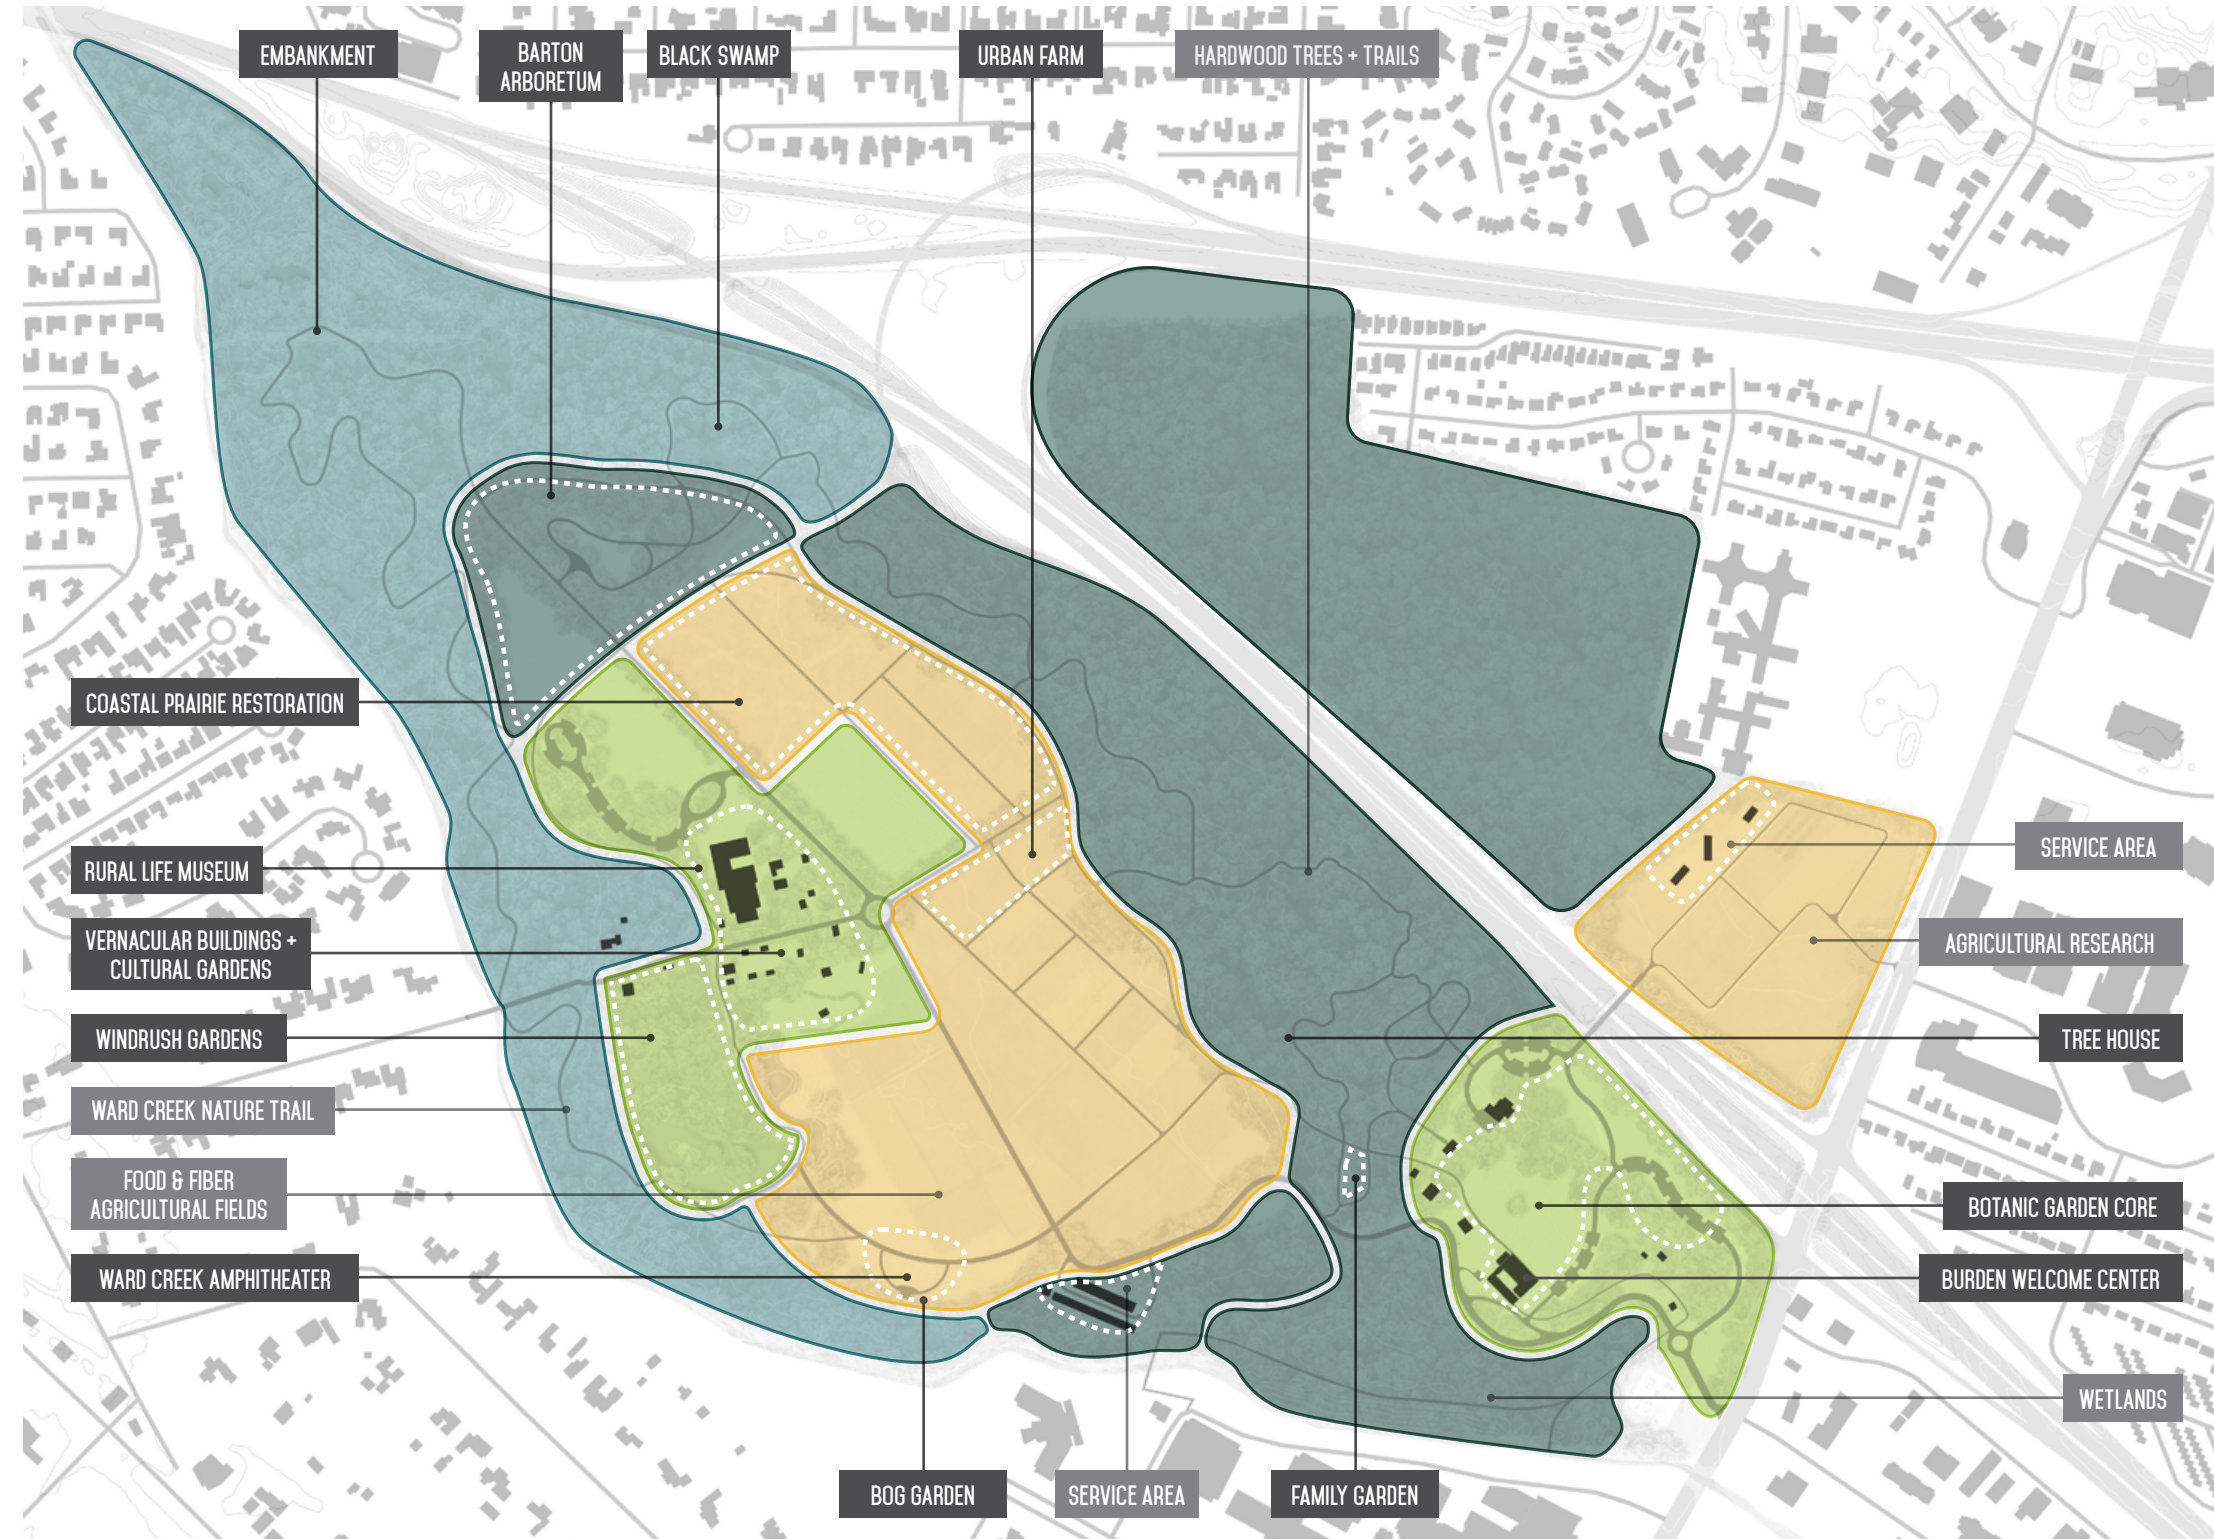 EMBANKMENT
BARTON
ARBORETUM
BLACK SWAMP
URBAN FARM
HARDWOOD TREES + TRAILS
COASTAL PRAIRIE RESTORATION
RURAL LIFE MUSEUM
VERNACULAR BUILDINGS +
CULTURAL GARDENS
WINDRUSH GARDENS
WARD CREEK NATURE TRAIL
FOOD & FIBER
AGRICULTURAL FIELDS
WARD CREEK AMPHITHEATER
SERVICE AREA
AGRICULTURAL RESEARCH
TREE HOUSE
BOTANIC GARDEN CORE
BURDEN WELCOME CENTER
WETLANDS
BOG GARDEN
SERVICE AREA
FAMILY GARDEN